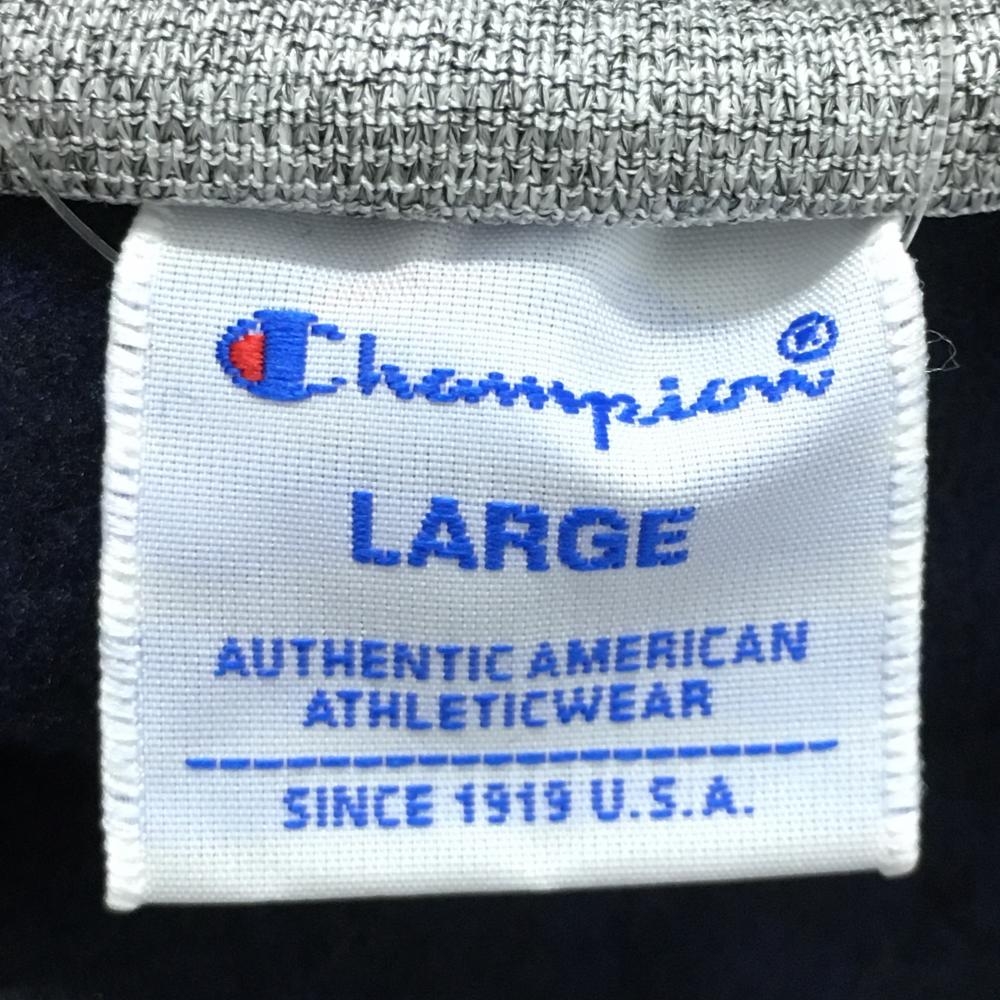 Champion®
LARGE
AUTHENTIC AMERICAN
ATHLETICWEAR
SINCE 1919 U.S.A.